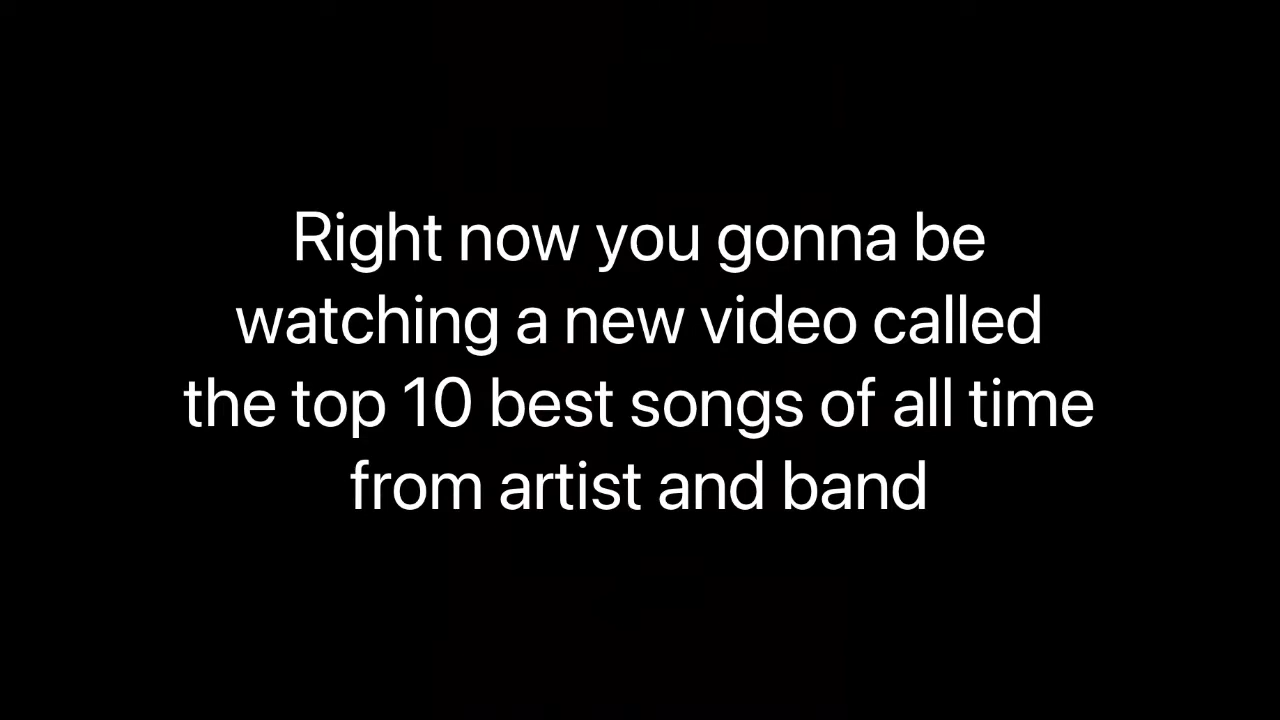 Right now you gonna be
watching a new video called
the top 10 best songs of all time
from artist and band